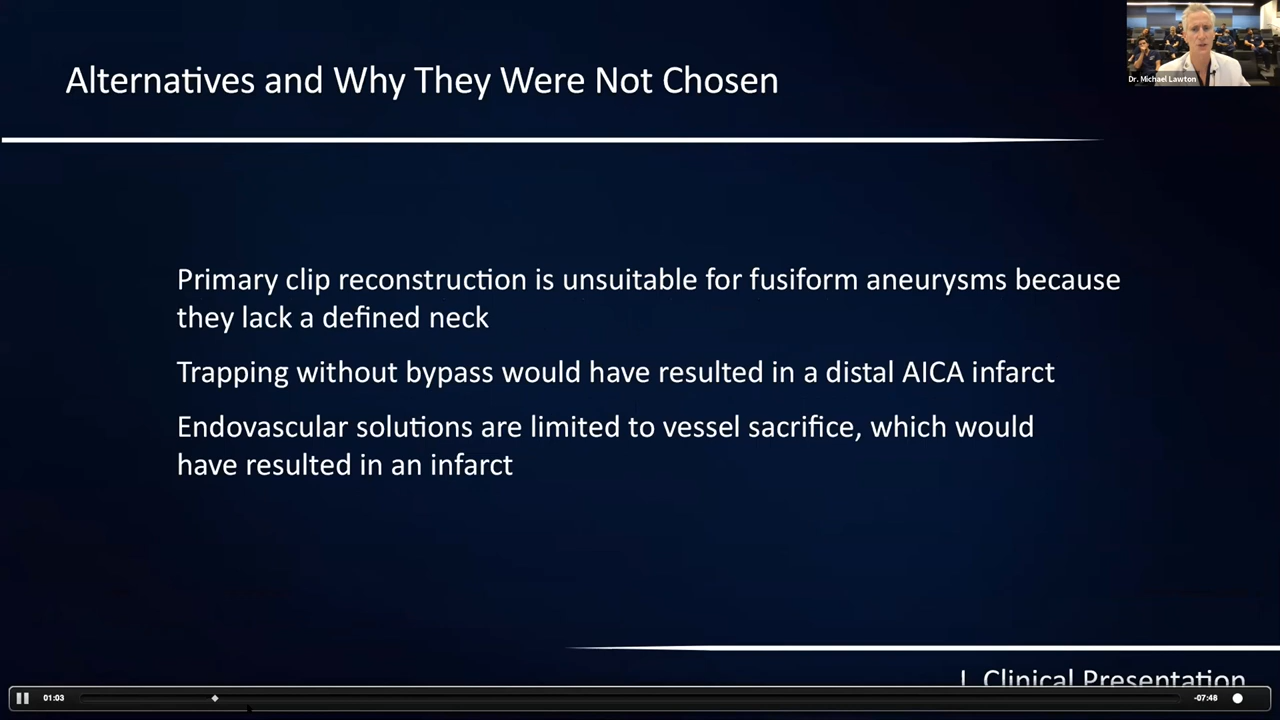 Dr. Michael Lawton
Alternatives and Why They Were Not Chosen
Primary clip reconstruction is unsuitable for fusiform aneurysms because
they lack a defined neck
Trapping without bypass would have resulted in a distal AICA infarct
Endovascular solutions are limited to vessel sacrifice, which would
have resulted in an infarct
I. Clinical Presentation
01:03
-07:48